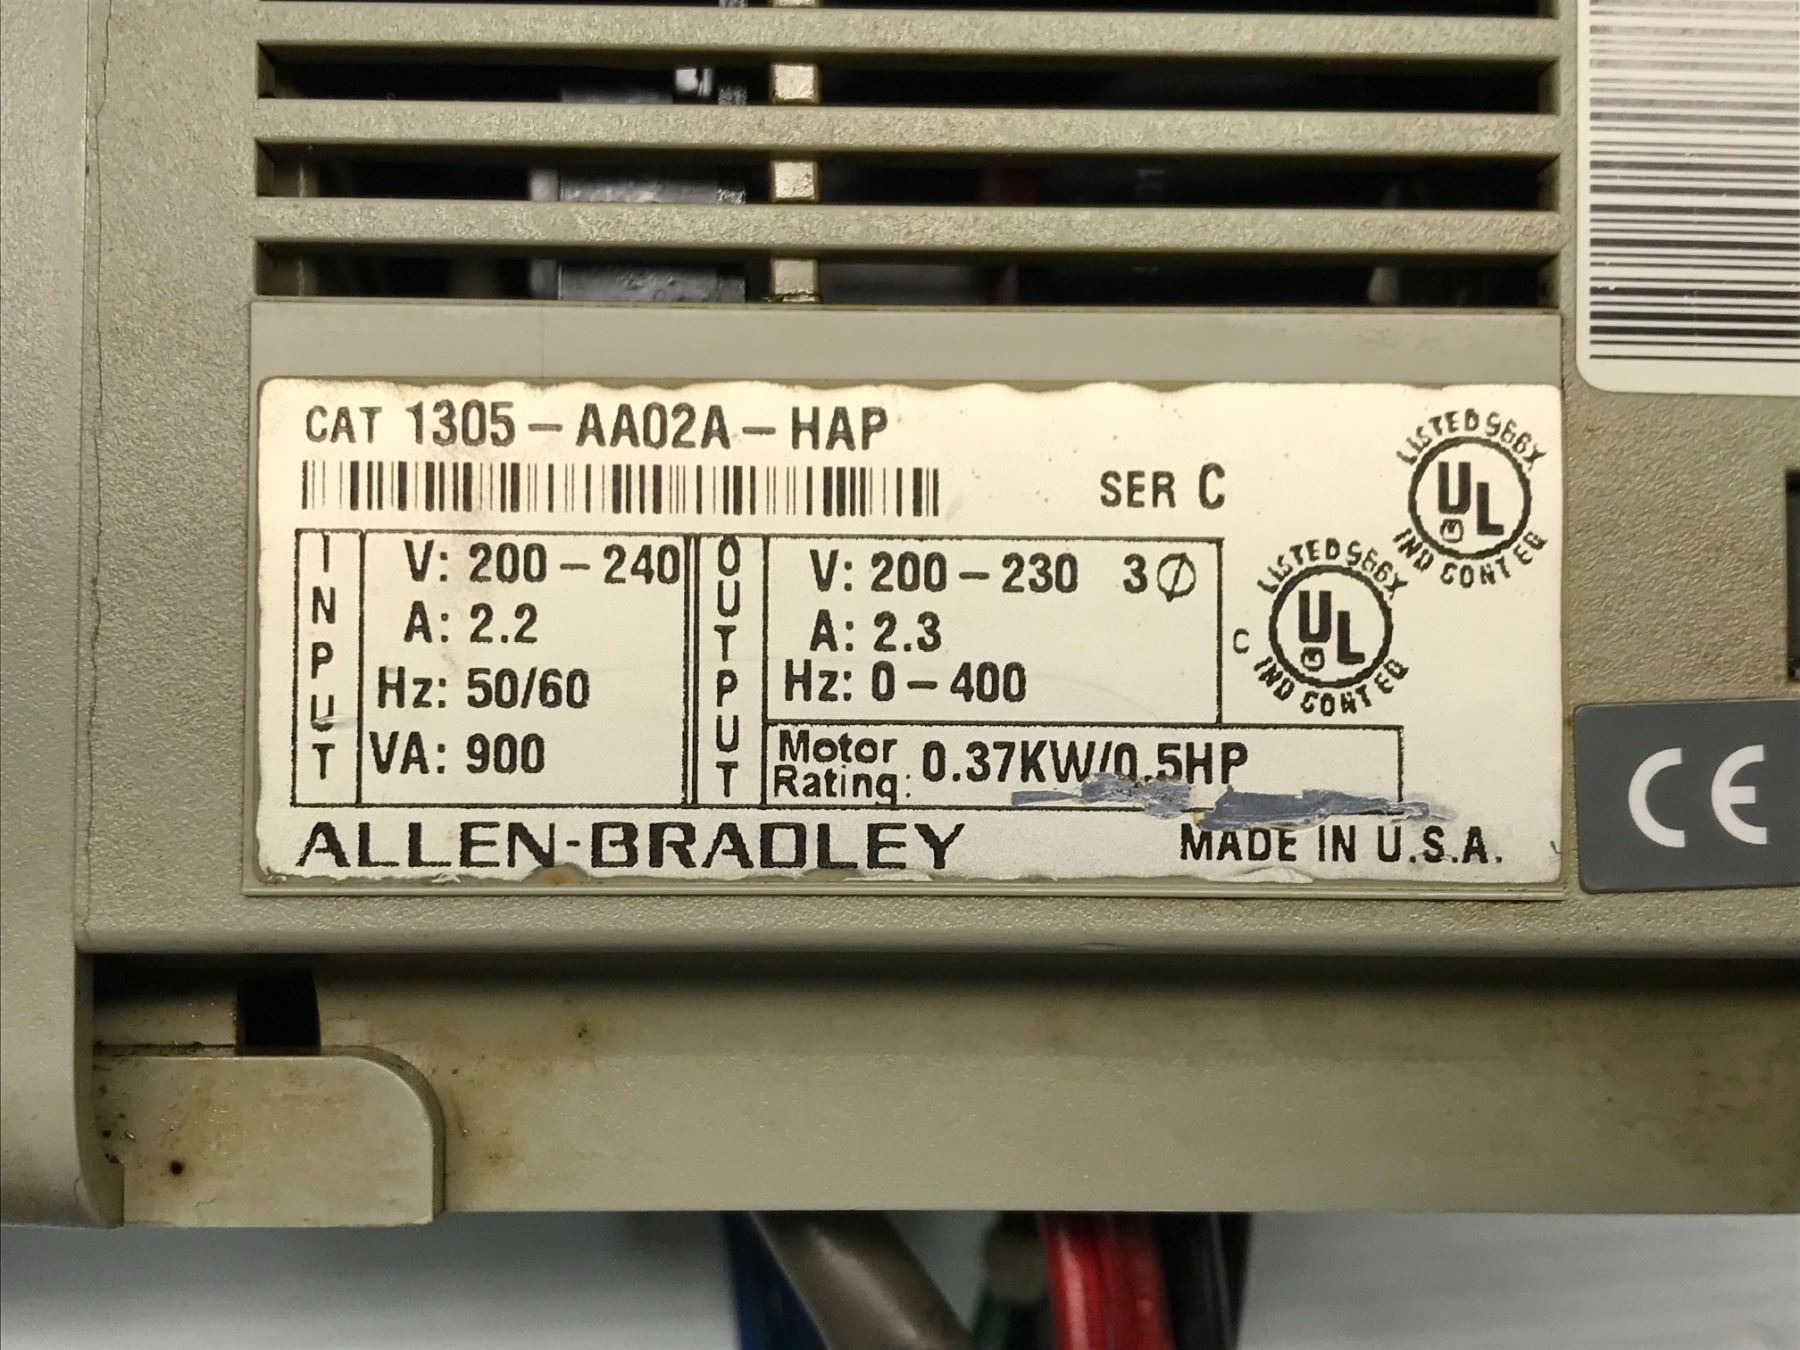 CAT 1305-AA02A-HAP
SER C
LISTED 966X
UL
IND CONT EQ
INPUT
V: 200-240
A: 2.2
Hz: 50/60
VA: 900
OUTPUT
V: 200-230 3Ø
A: 2.3
Hz: 0-400
Motor Rating: 0.37KW/0.5HP
LISTED 966X
C UL
IND CONT EQ
ALLEN-BRADLEY
MADE IN U.S.A.
CE